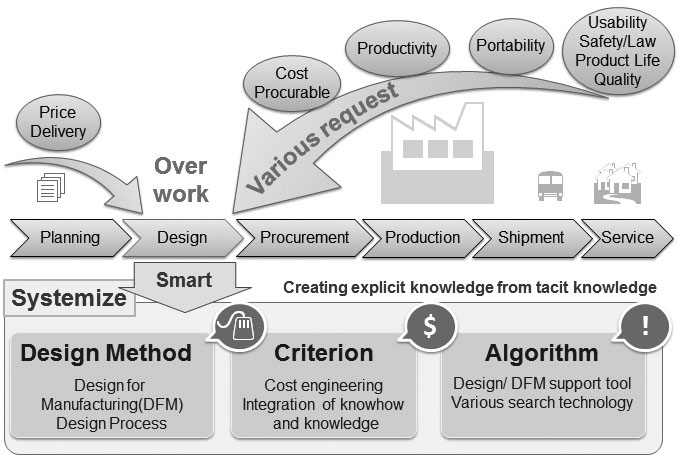 Usability
Safety/Law
Product Life
Quality
Portability
Productivity
Cost
Procurable
Price
Delivery
Various request
Over
work
Planning
Design
Procurement
Production
Shipment
Service
Smart
Systemize
Creating explicit knowledge from tacit knowledge
$
!
Design Method
Design for
Manufacturing(DFM)
Design Process
Criterion
Cost engineering
Integration of knowhow
and knowledge
Algorithm
Design/ DFM support tool
Various search technology